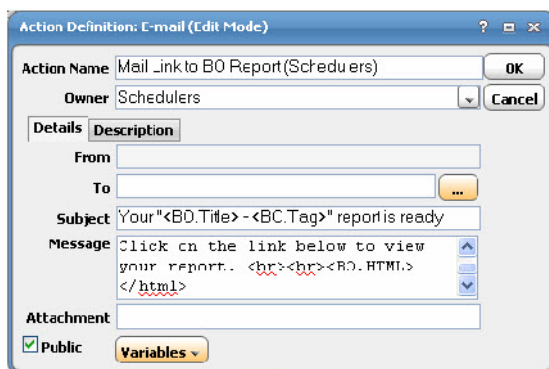 Action Definition: E-mail (Edit Mode)
Action Name Mail Link to BO Report (Schedulers) OK
Owner Schedulers Cancel
Details Description
From
To ...
Subject Your "<BO.Title> - <BC.Tag>" report is ready
Message Click on the link below to view
your report. <br><br><BO.HTML>
</html>
Attachment
Public Variables